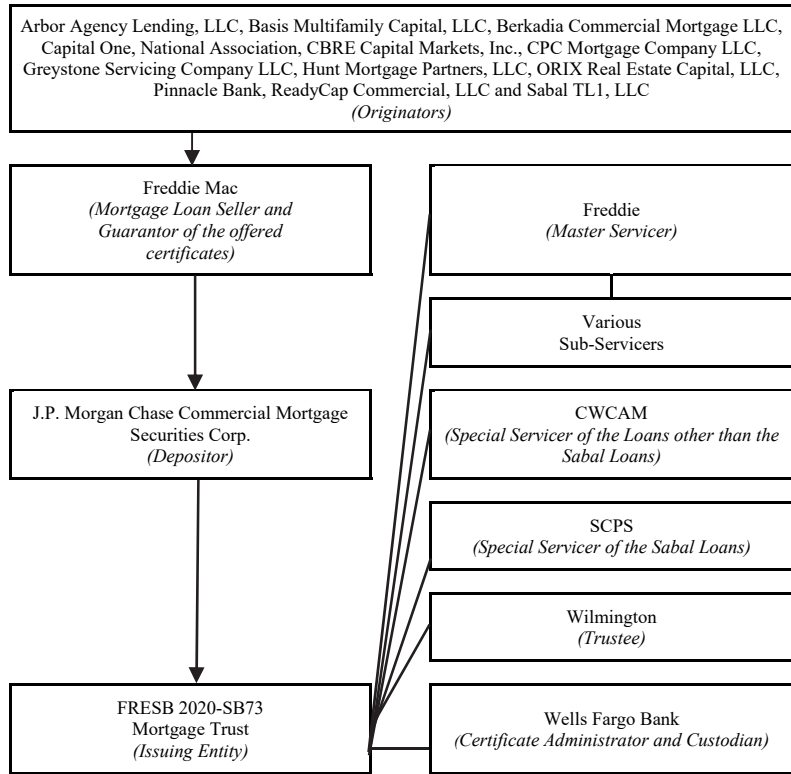 Arbor Agency Lending, LLC, Basis Multifamily Capital, LLC, Berkadia Commercial Mortgage LLC,
Capital One, National Association, CBRE Capital Markets, Inc., CPC Mortgage Company LLC,
Greystone Servicing Company LLC, Hunt Mortgage Partners, LLC, ORIX Real Estate Capital, LLC,
Pinnacle Bank, ReadyCap Commercial, LLC and Sabal TL1, LLC
(Originators)
Freddie Mac
(Mortgage Loan Seller and
Guarantor of the offered
certificates)
J.P. Morgan Chase Commercial Mortgage
Securities Corp.
(Depositor)
FRESB 2020-SB73
Mortgage Trust
(Issuing Entity)
Freddie
(Master Servicer)
Various
Sub-Servicers
CWCAM
(Special Servicer of the Loans other than the
Sabal Loans)
SCPS
(Special Servicer of the Sabal Loans)
Wilmington
(Trustee)
Wells Fargo Bank
(Certificate Administrator and Custodian)